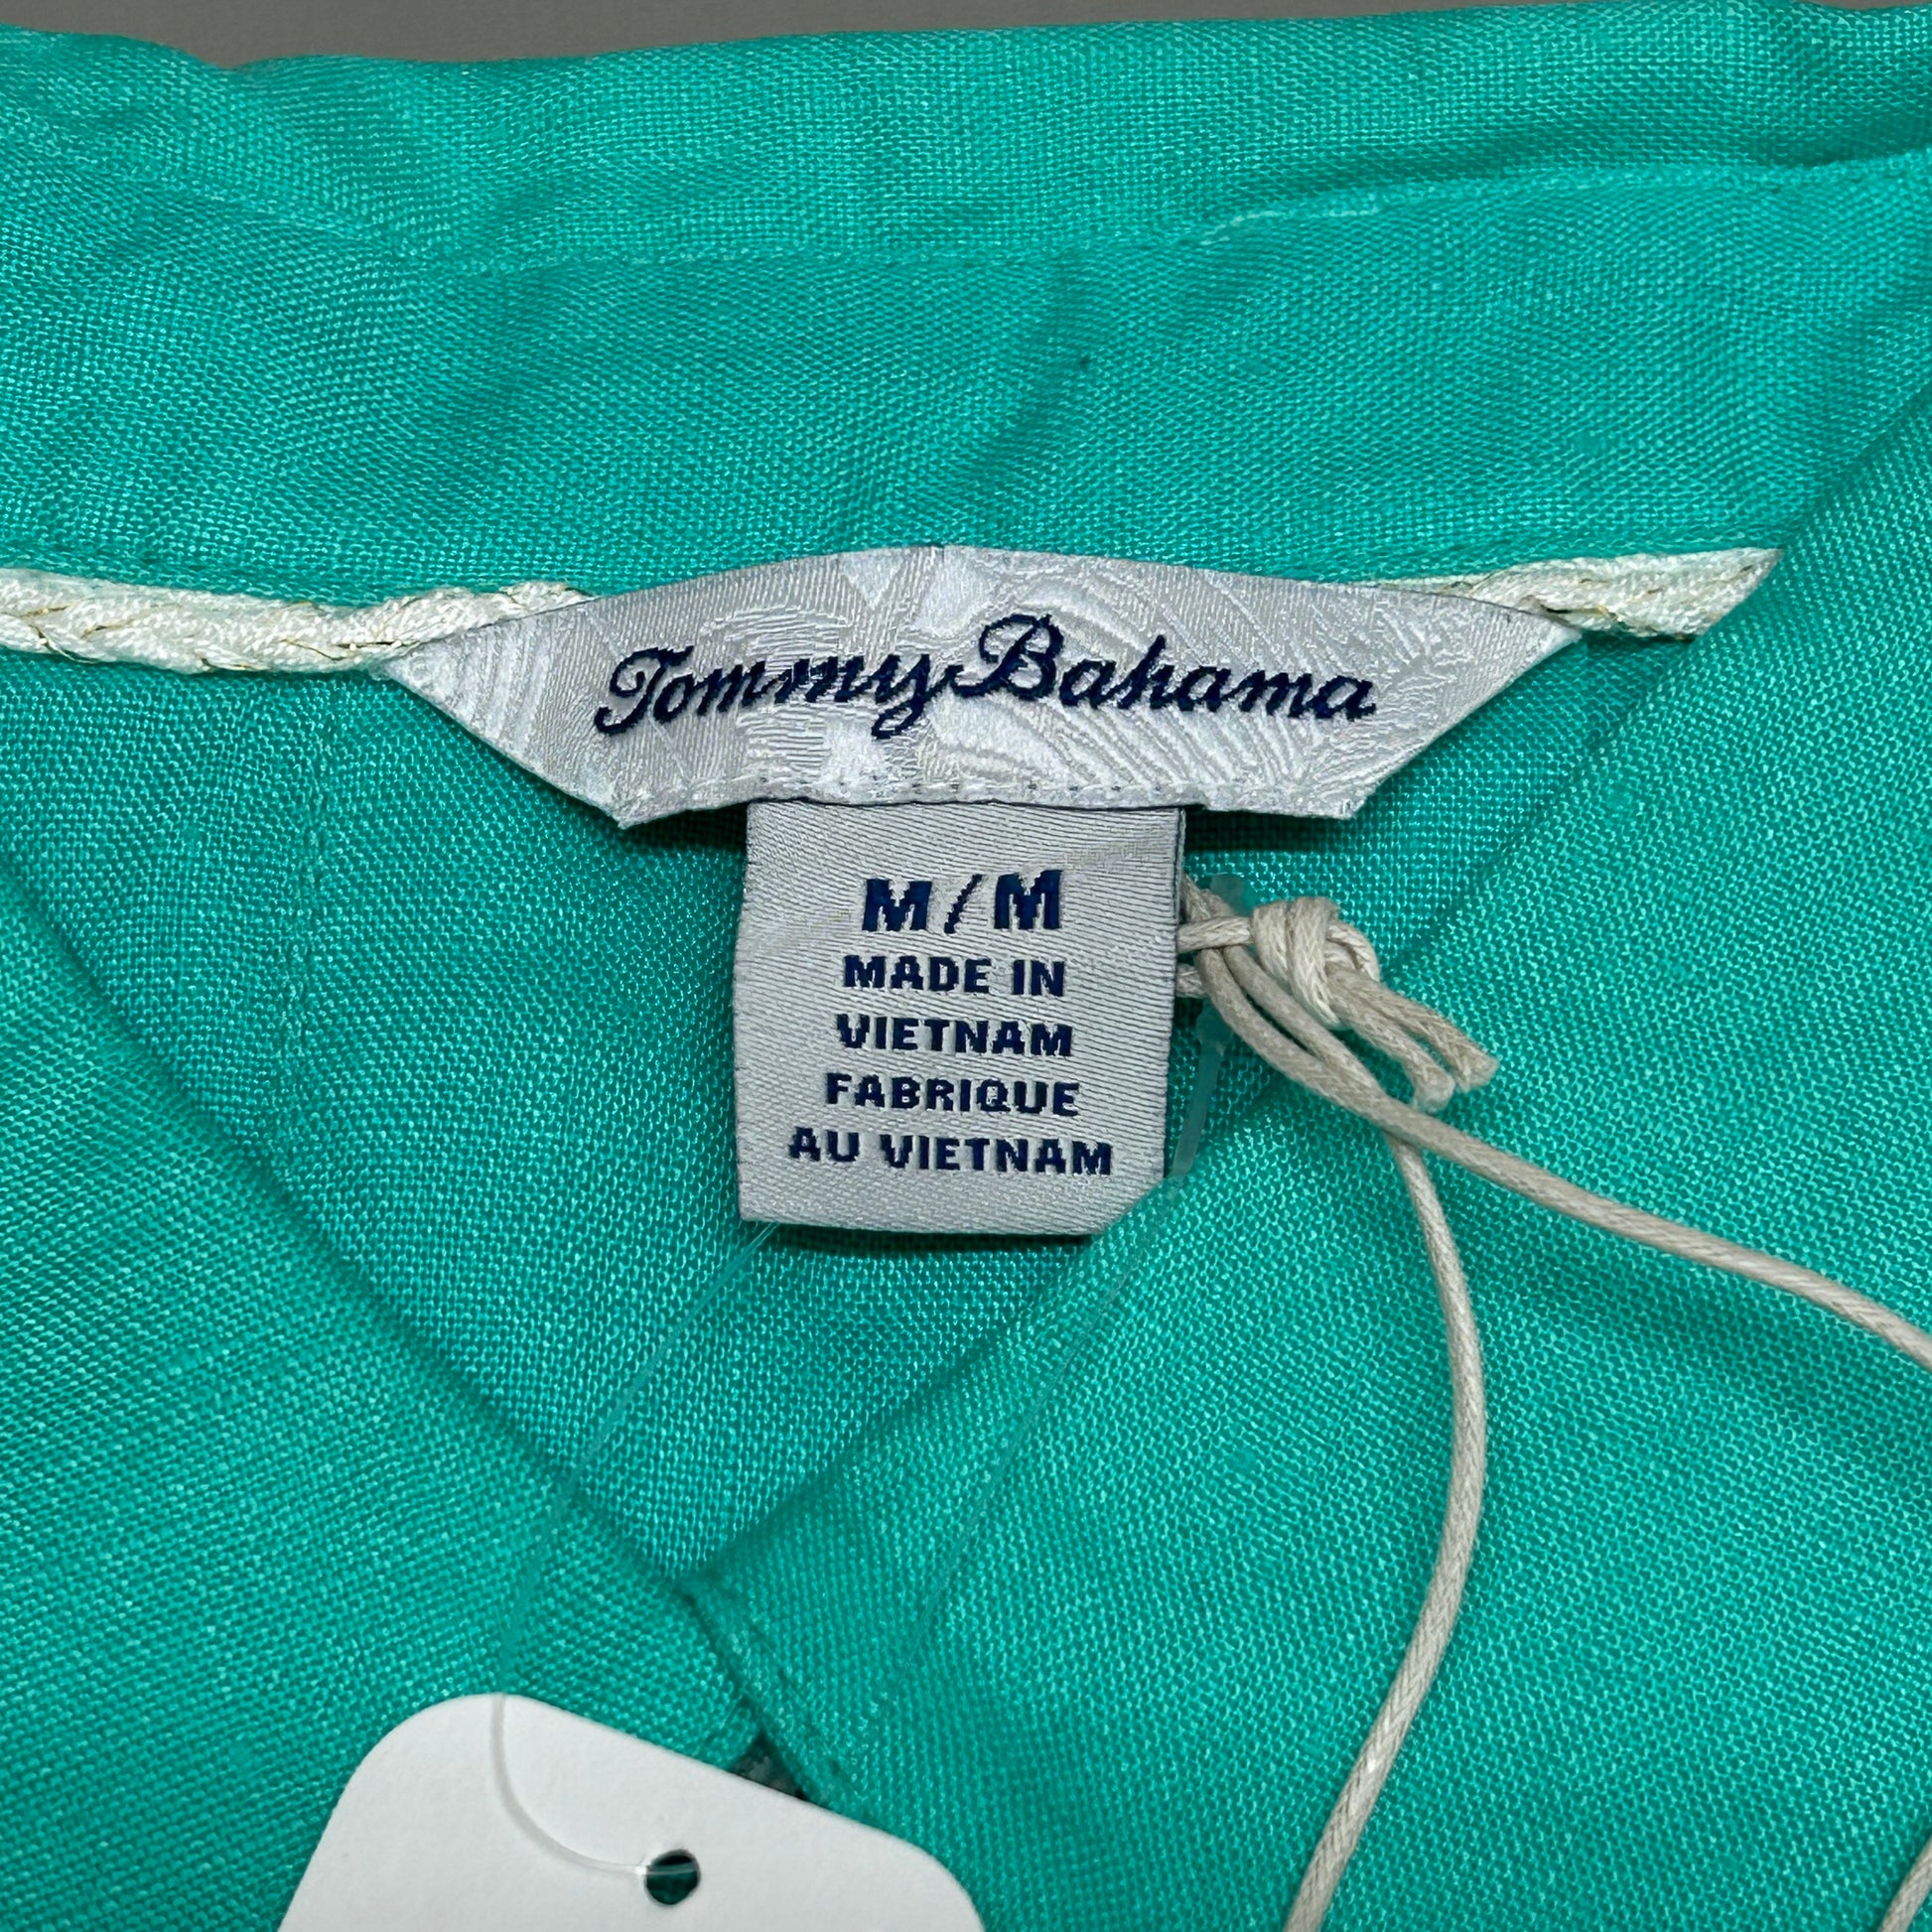 Tommy Bahama
M/M
MADE IN
VIETNAM
FABRIQUE
AU VIETNAM